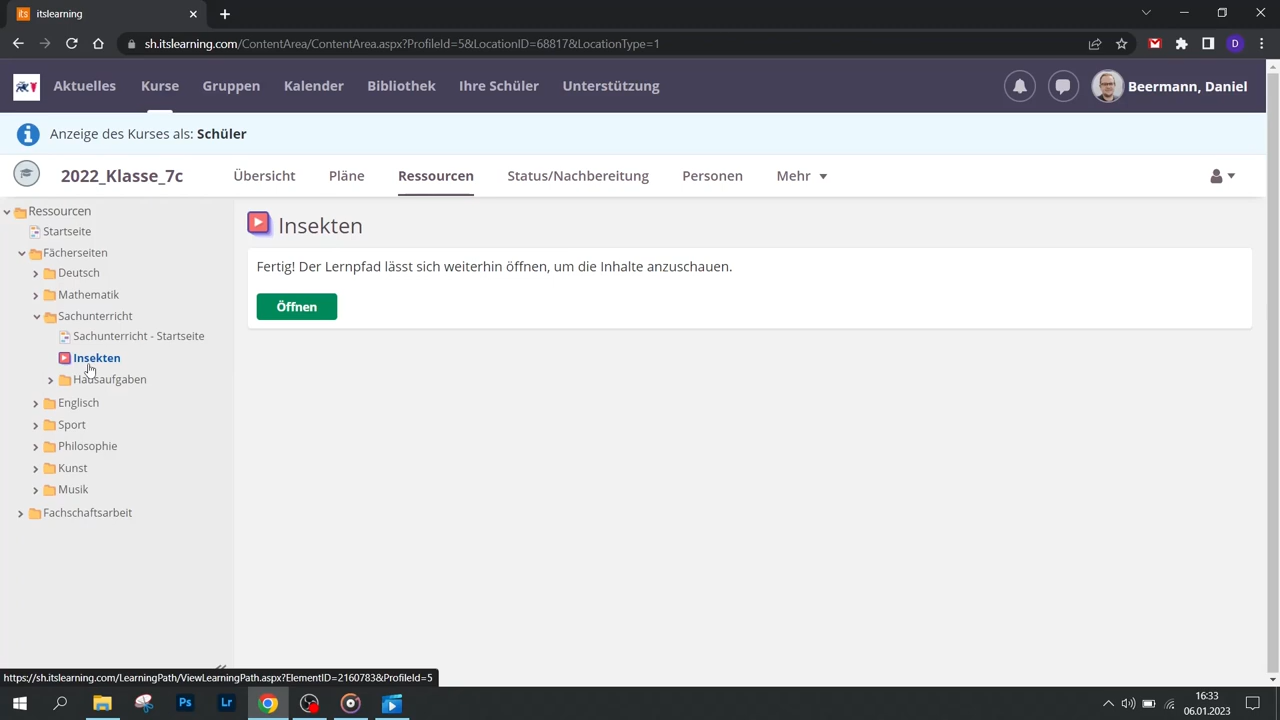 its itslearning
sh.itslearning.com/ContentArea/ContentArea.aspx?ProfileId=5&LocationID=68817&LocationType=1
D
Aktuelles Kurse Gruppen Kalender Bibliothek Ihre Schüler Unterstützung Beermann, Daniel
Anzeige des Kurses als: Schüler
2022_Klasse_7c Übersicht Pläne Ressourcen Status/Nachbereitung Personen Mehr
Ressourcen
Startseite
Fächerseiten
Deutsch
Mathematik
Sachunterricht
Sachunterricht - Startseite
Insekten
Hausaufgaben
Englisch
Sport
Philosophie
Kunst
Musik
Fachschaftsarbeit
Insekten
Fertig! Der Lernpfad lässt sich weiterhin öffnen, um die Inhalte anzuschauen.
Öffnen
https://sh.itslearning.com/LearningPath/ViewLearningPath.aspx?ElementID=2160783&ProfileId=5
Ps Lr
16:33
06.01.2023